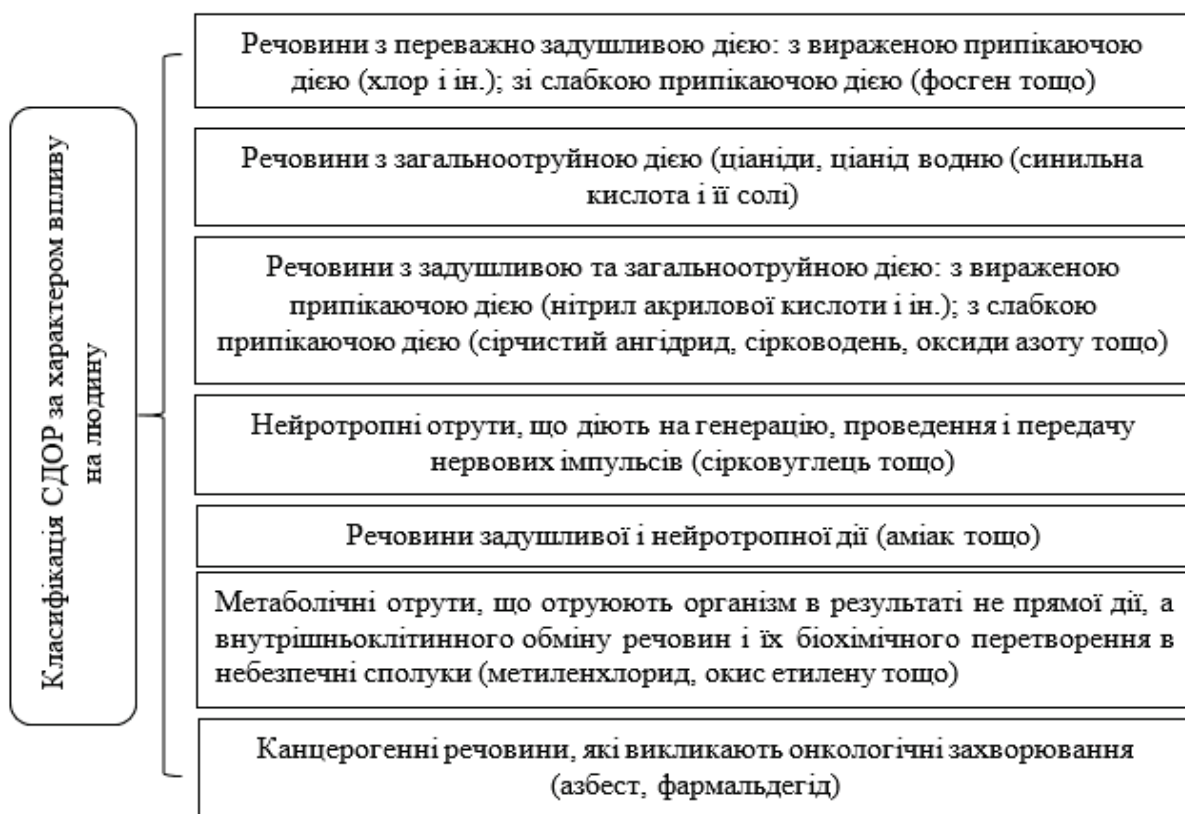 Класифікація СДОР за характером впливу
на людину
Речовини з переважно задушливою дією: з вираженою припікаючою
дією (хлор і ін.); зі слабкою припікаючою дією (фосген тощо)
Речовини з загальноотруйною дією (ціаніди, ціанід водню (синильна
кислота і її солі)
Речовини з задушливою та загальноотруйною дією: з вираженою
припікаючою дією (нітрил акрилової кислоти і ін.); з слабкою
припікаючою дією (сірчистий ангідрид, сірководень, оксиди азоту тощо)
Нейротропні отрути, що діють на генерацію, проведення і передачу
нервових імпульсів (сірковуглець тощо)
Речовини задушливої і нейротропної дії (аміак тощо)
Метаболічні отрути, що отруюють організм в результаті не прямої дії, а
внутрішньоклітинного обміну речовин і їх біохімічного перетворення в
небезпечні сполуки (метиленхлорид, окис етилену тощо)
Канцерогенні речовини, які викликають онкологічні захворювання
(азбест, фармальдегід)